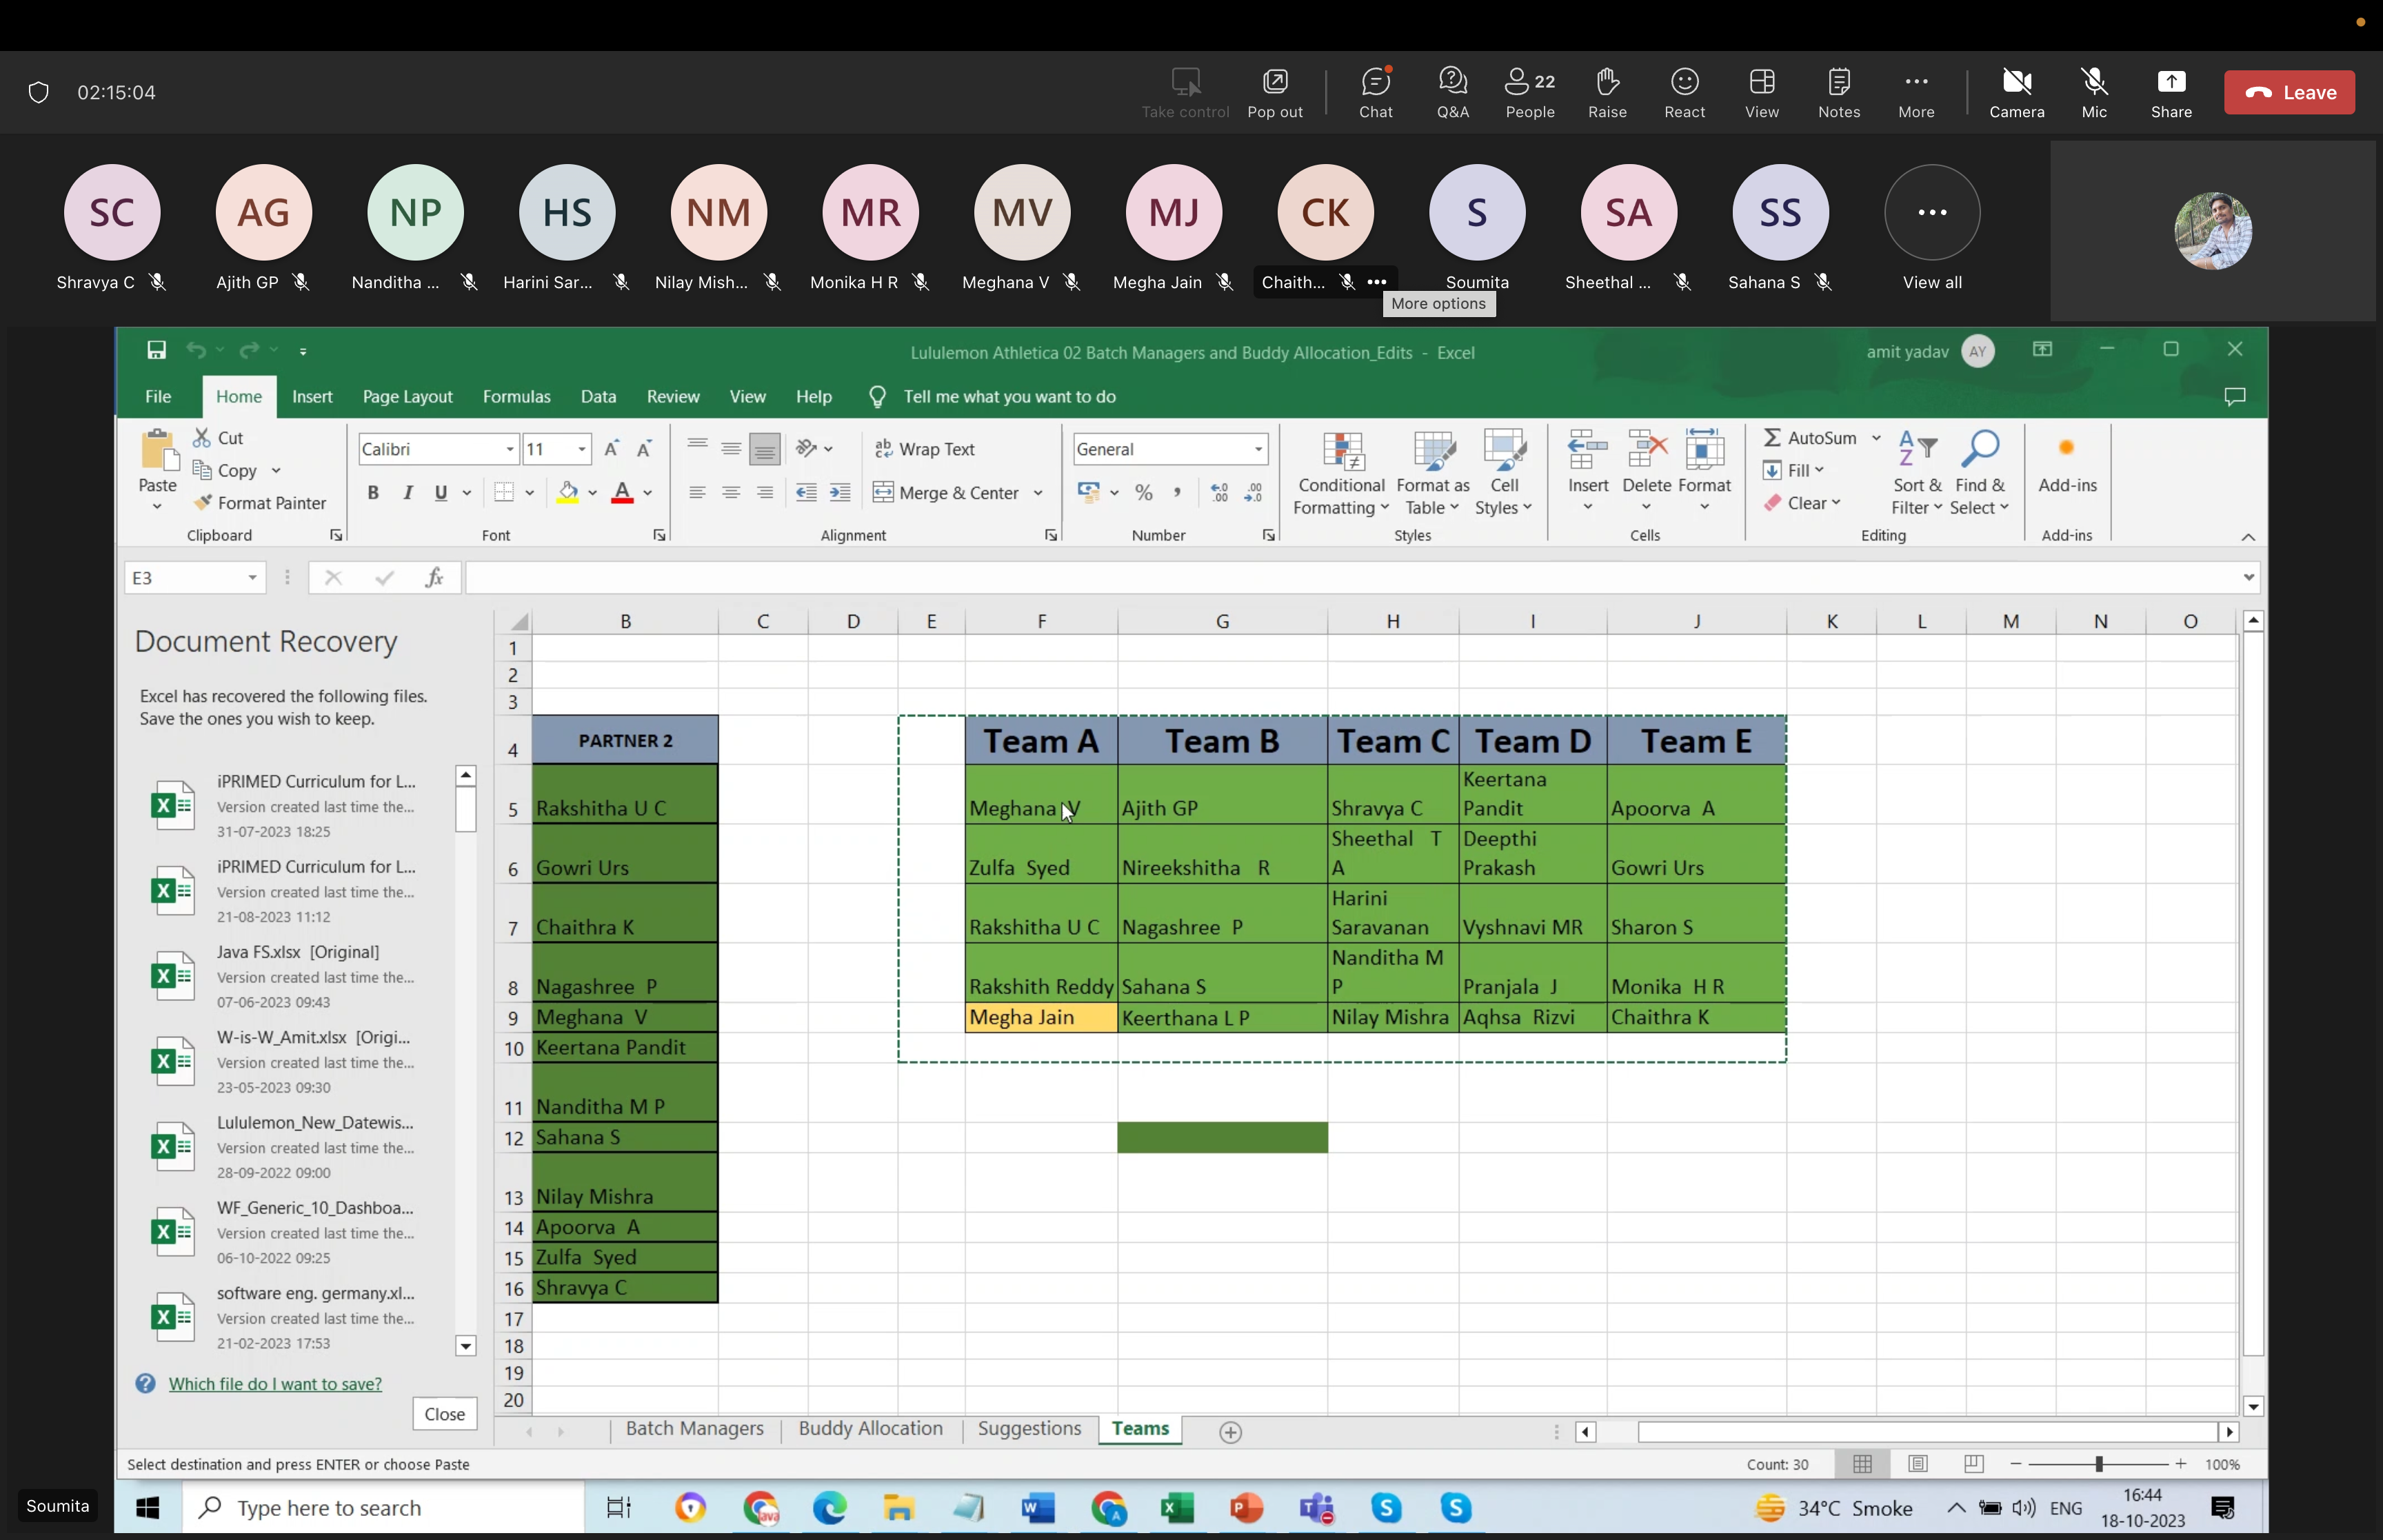 02:15:04
Take control
Pop out
Chat
Q&A
22
People
Raise
React
View
Notes
More
Camera
Mic
Share
Leave
SC
AG
NP
HS
NM
MR
MV
MJ
CK
S
SA
SS
Shravya C
Ajith GP
Nanditha ...
Harini Sar...
Nilay Mish...
Monika H R
Meghana V
Megha Jain
Chaith...
Soumita
Sheethal ...
Sahana S
View all
More options
Lululemon Athletica 02 Batch Managers and Buddy Allocation_Edits - Excel
amit yadav
AY
File
Home
Insert
Page Layout
Formulas
Data
Review
View
Help
Tell me what you want to do
Paste
Cut
Copy
Format Painter
Clipboard
Calibri
11
B I U
Font
Wrap Text
Merge & Center
Alignment
General
Number
Conditional
Formatting
Format as
Table
Cell
Styles
Styles
Insert
Delete
Format
Cells
AutoSum
Fill
Clear
Sort &
Filter
Find &
Select
Editing
Add-ins
Add-ins
E3
fx
Document Recovery
Excel has recovered the following files.
Save the ones you wish to keep.
iPRIMED Curriculum for L...
Version created last time the...
31-07-2023 18:25
iPRIMED Curriculum for L...
Version created last time the...
21-08-2023 11:12
Java FS.xlsx [Original]
Version created last time the...
07-06-2023 09:43
W-is-W_Amit.xlsx [Origi...
Version created last time the...
23-05-2023 09:30
Lululemon_New_Datewis...
Version created last time the...
28-09-2022 09:00
WF_Generic_10_Dashboa...
Version created last time the...
06-10-2022 09:25
software eng. germany.xl...
Version created last time the...
21-02-2023 17:53
Which file do I want to save?
Close
B C D E F G H I J K L M N O
1
2
3
4 PARTNER 2 Team A Team B Team C Team D Team E
5 Rakshitha U C Meghana V Ajith GP Shravya C Keertana Pandit Apoorva A
6 Gowri Urs Zulfa Syed Nireekshitha R Sheethal T A Deepthi Prakash Gowri Urs
7 Chaithra K Rakshitha U C Nagashree P Harini Saravanan Vyshnavi MR Sharon S
8 Nagashree P Rakshith Reddy Sahana S Nanditha M P Pranjala J Monika H R
9 Meghana V Megha Jain Keerthana L P Nilay Mishra Aqhsa Rizvi Chaithra K
10 Keertana Pandit
11 Nanditha M P
12 Sahana S
13 Nilay Mishra
14 Apoorva A
15 Zulfa Syed
16 Shravya C
17
18
19
20
Batch Managers
Buddy Allocation
Suggestions
Teams
Select destination and press ENTER or choose Paste
Count: 30
100%
Soumita
Type here to search
34°C Smoke
ENG
16:44
18-10-2023